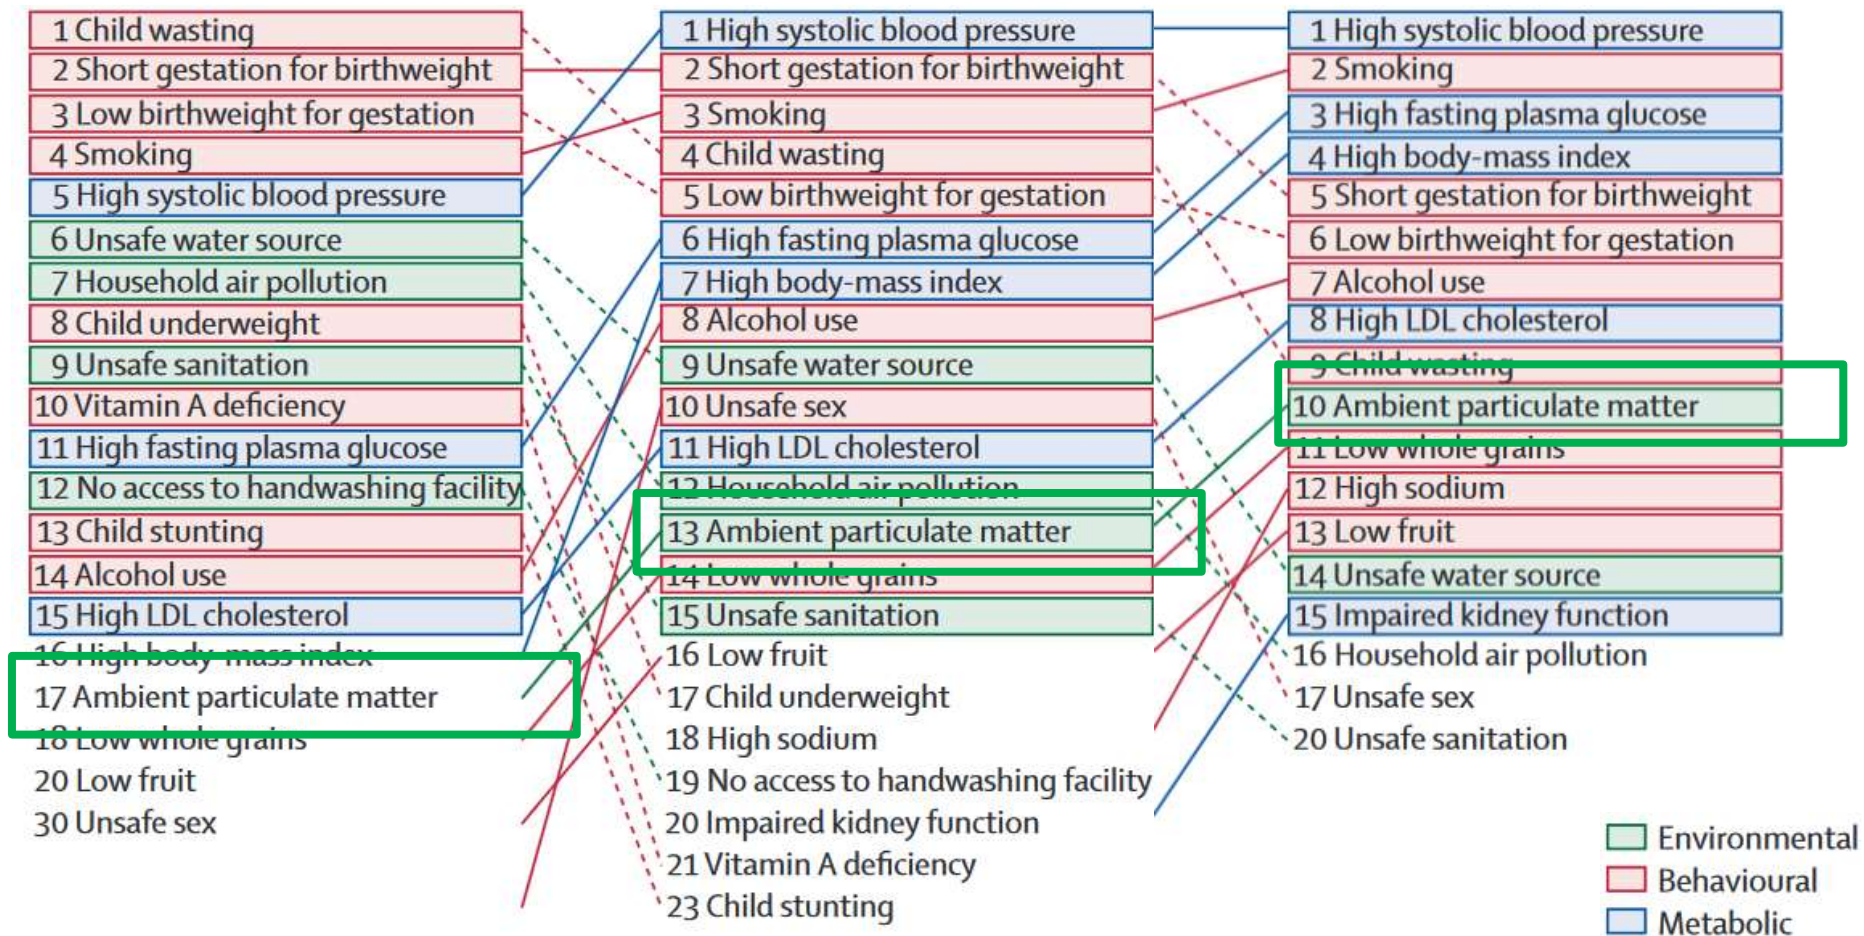 1 Child wasting
2 Short gestation for birthweight
3 Low birthweight for gestation
4 Smoking
5 High systolic blood pressure
6 Unsafe water source
7 Household air pollution
8 Child underweight
9 Unsafe sanitation
10 Vitamin A deficiency
11 High fasting plasma glucose
12 No access to handwashing facility
13 Child stunting
14 Alcohol use
15 High LDL cholesterol
16 High body-mass index
17 Ambient particulate matter
18 Low whole grains
20 Low fruit
30 Unsafe sex
1 High systolic blood pressure
2 Short gestation for birthweight
3 Smoking
4 Child wasting
5 Low birthweight for gestation
6 High fasting plasma glucose
7 High body-mass index
8 Alcohol use
9 Unsafe water source
10 Unsafe sex
11 High LDL cholesterol
12 Household air pollution
13 Ambient particulate matter
14 Low whole grains
15 Unsafe sanitation
16 Low fruit
17 Child underweight
18 High sodium
19 No access to handwashing facility
20 Impaired kidney function
21 Vitamin A deficiency
23 Child stunting
1 High systolic blood pressure
2 Smoking
3 High fasting plasma glucose
4 High body-mass index
5 Short gestation for birthweight
6 Low birthweight for gestation
7 Alcohol use
8 High LDL cholesterol
9 Child wasting
10 Ambient particulate matter
11 Low whole grains
12 High sodium
13 Low fruit
14 Unsafe water source
15 Impaired kidney function
16 Household air pollution
17 Unsafe sex
20 Unsafe sanitation
Environmental
Behavioural
Metabolic